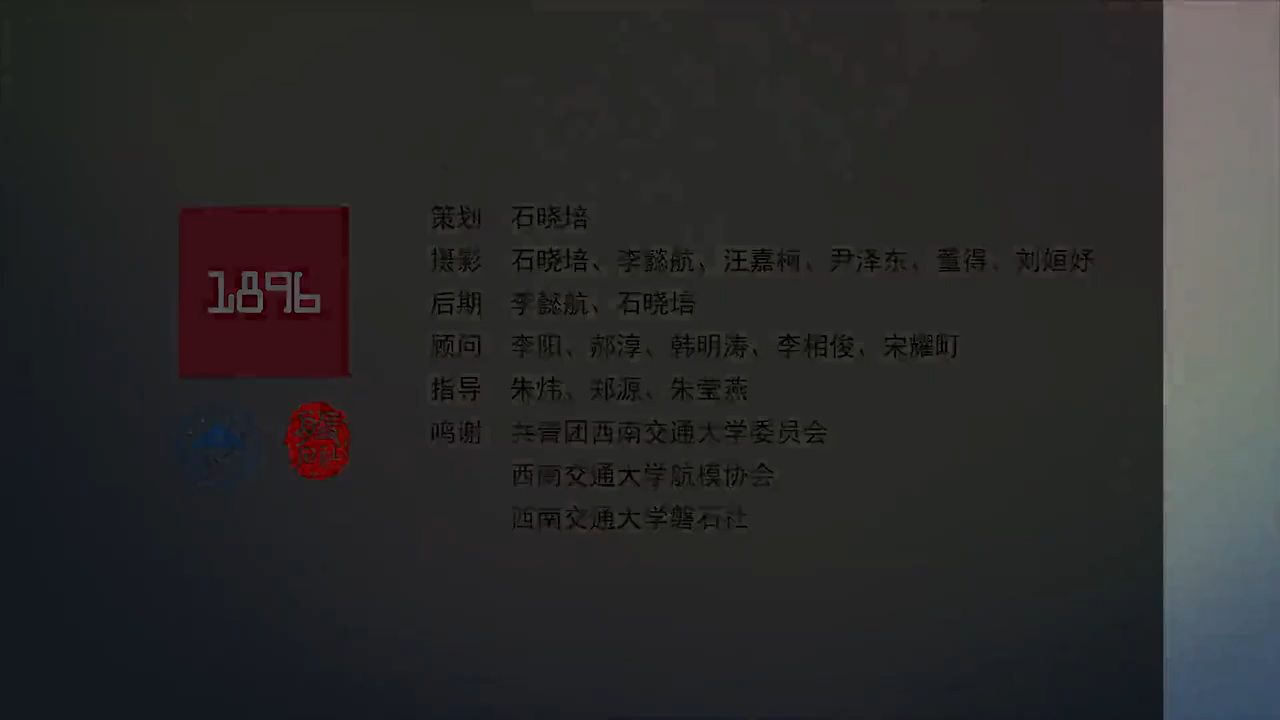 1896
策划 石晓培
摄影 石晓培、李懿航、汪嘉柯、尹泽东、董得、刘姮妤
后期 李懿航、石晓培
顾问 李阳、郝淳、韩明涛、李相俊、宋耀町
指导 朱炜、郑源、朱莹燕
鸣谢 共青团西南交通大学委员会
西南交通大学航模协会
西南交通大学磐石社